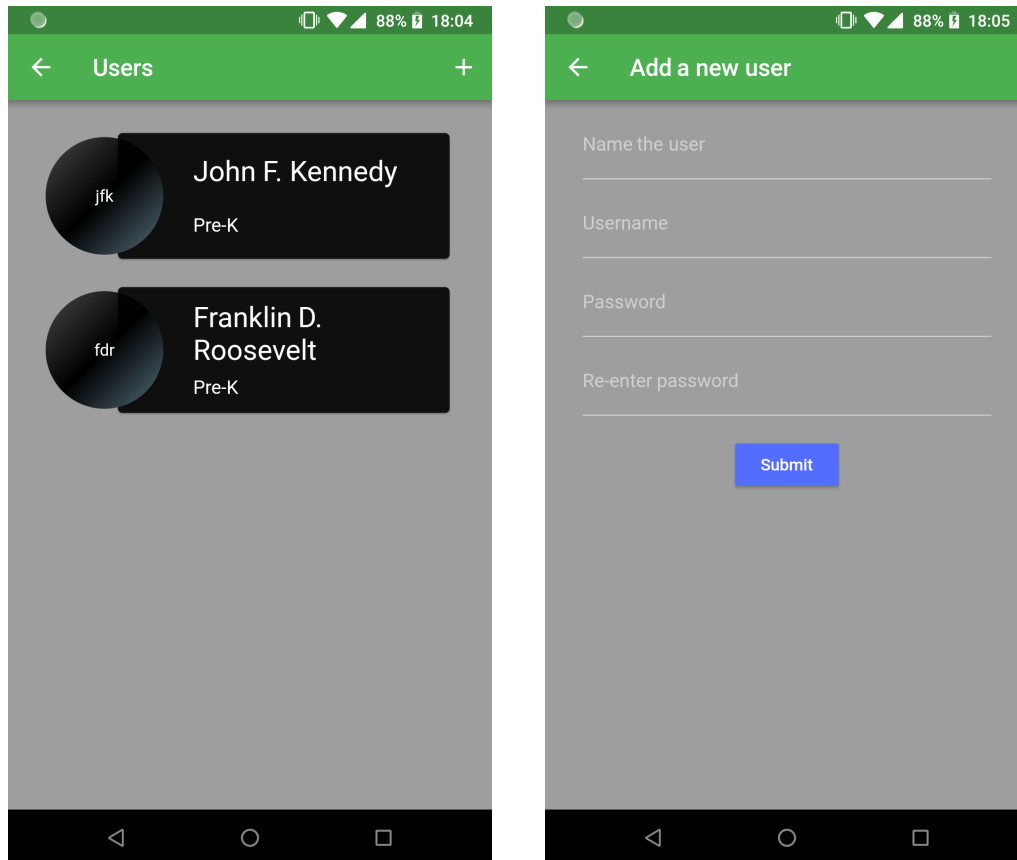 88% 18:04
Users
jfk
John F. Kennedy
Pre-K
fdr
Franklin D.
Roosevelt
Pre-K
88% 18:05
Add a new user
Name the user
Username
Password
Re-enter password
Submit